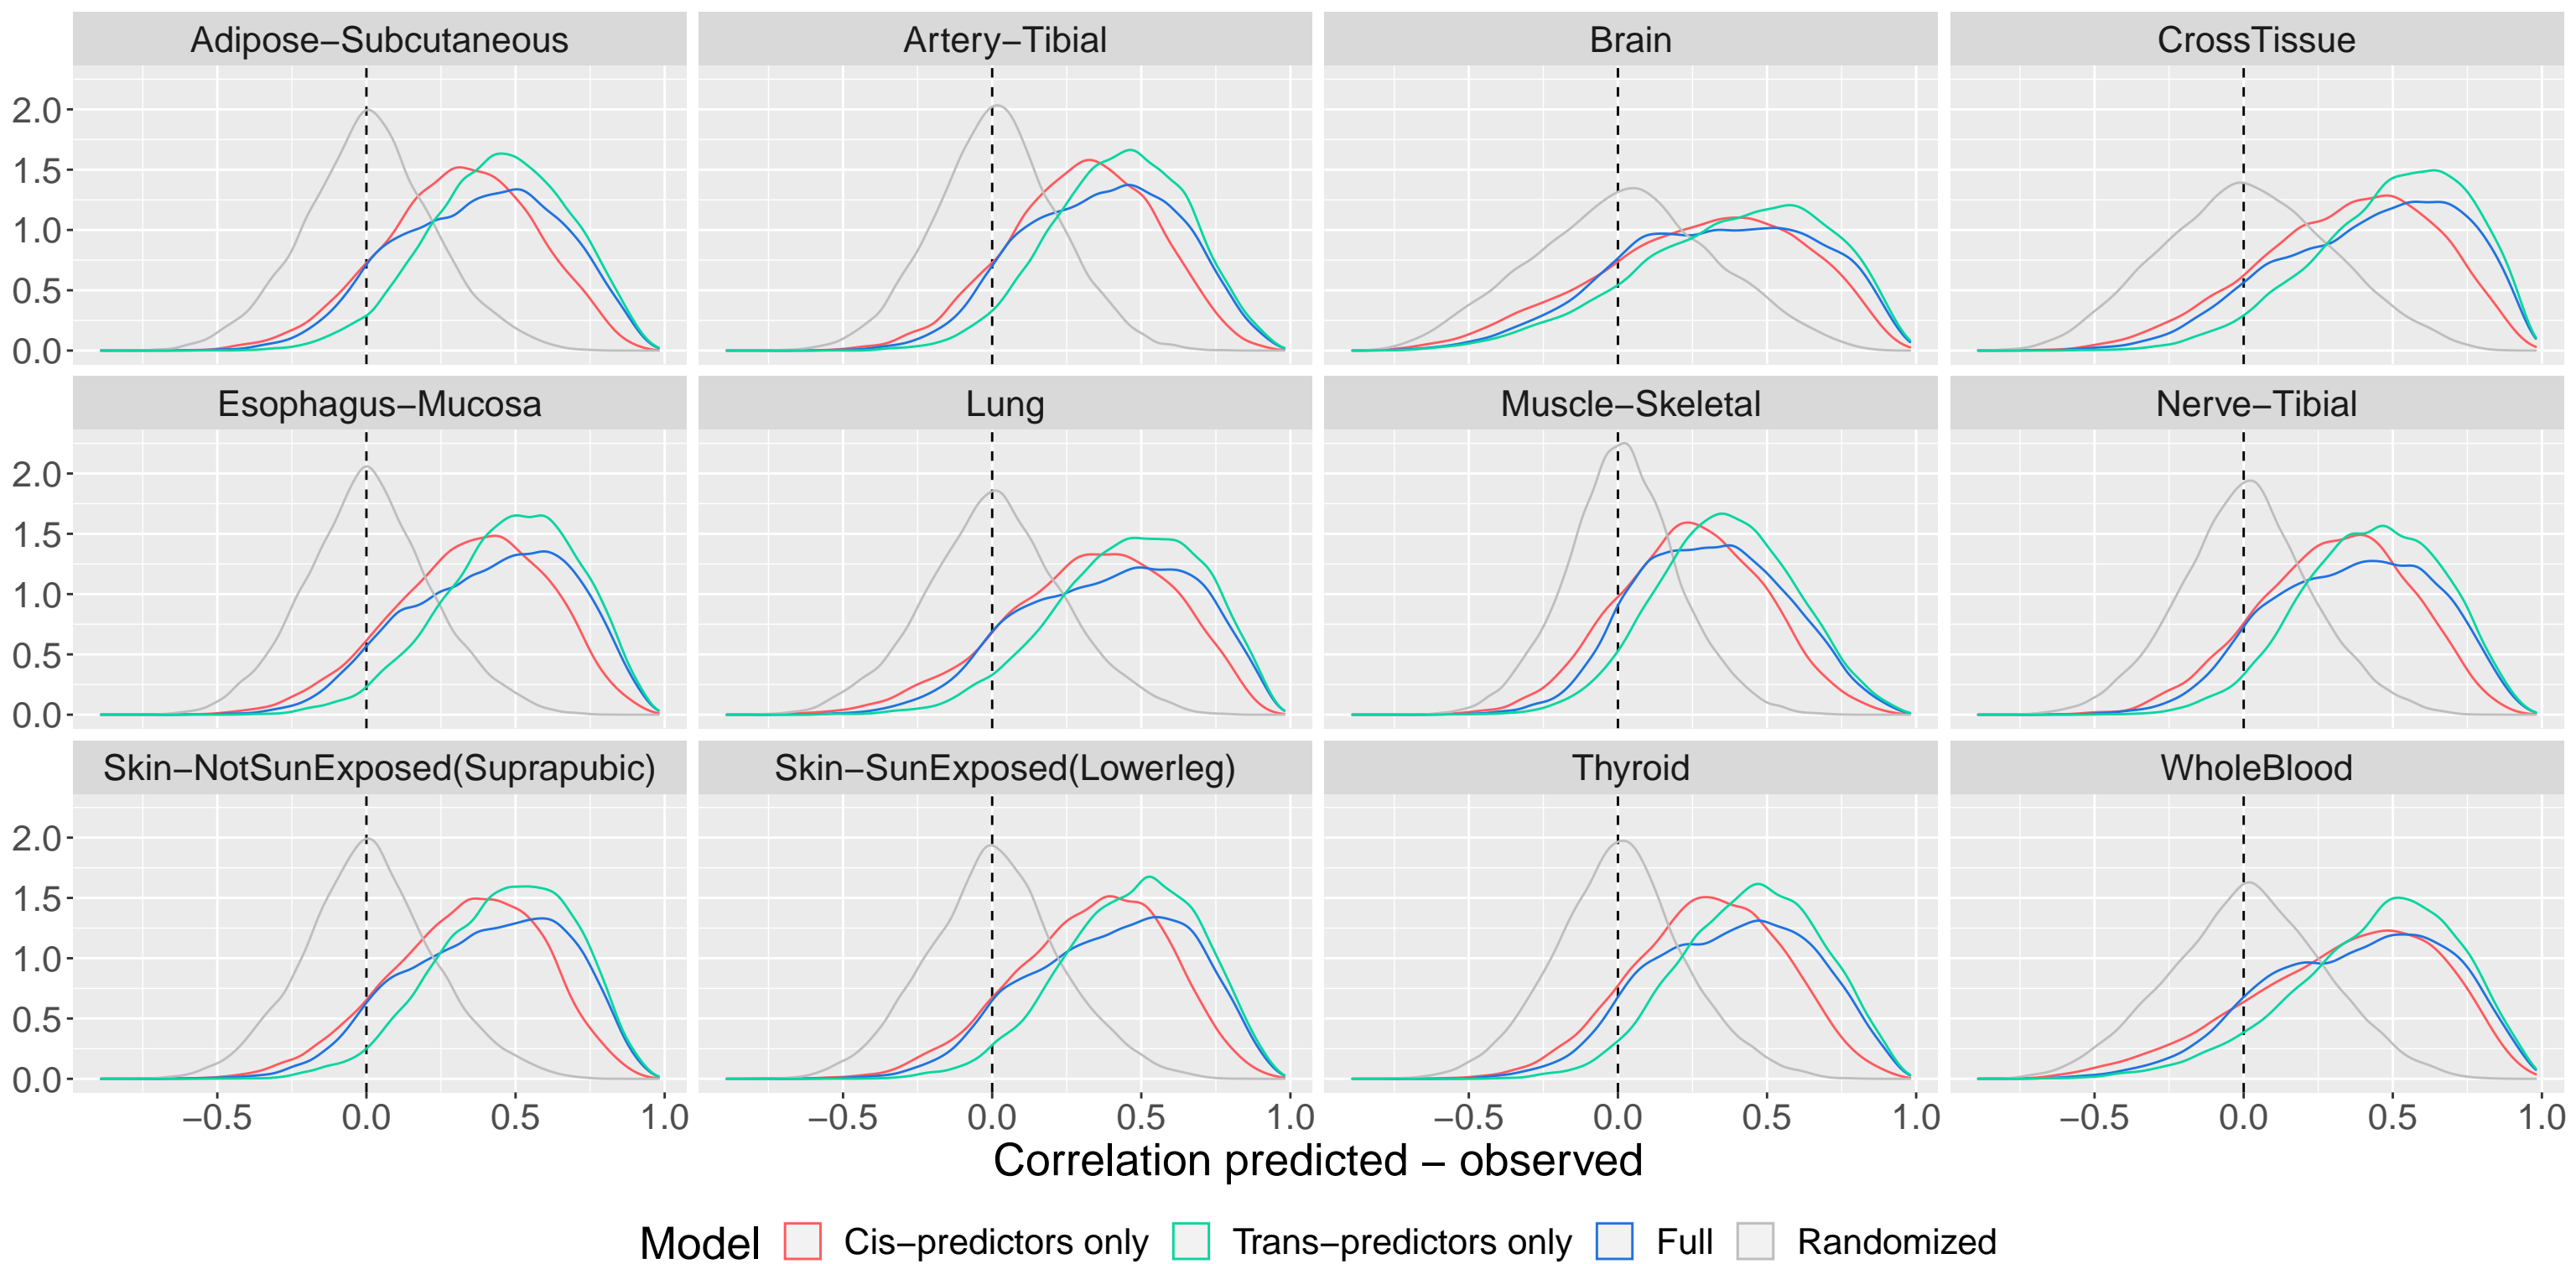 Adipose−Subcutaneous
Artery−Tibial
Brain
CrossTissue
2.0
1.5
1.0
0.5
0.0
Esophagus−Mucosa
Lung
Muscle−Skeletal
Nerve−Tibial
2.0
1.5
1.0
0.5
0.0
Skin−NotSunExposed(Suprapubic)
Skin−SunExposed(Lowerleg)
Thyroid
WholeBlood
2.0
1.5
1.0
0.5
0.0
−0.5 0.0 0.5 1.0 −0.5 0.0 0.5 1.0 −0.5 0.0 0.5 1.0 −0.5 0.0 0.5 1.0
Correlation predicted − observed
Model Cis−predictors only Trans−predictors only Full Randomized